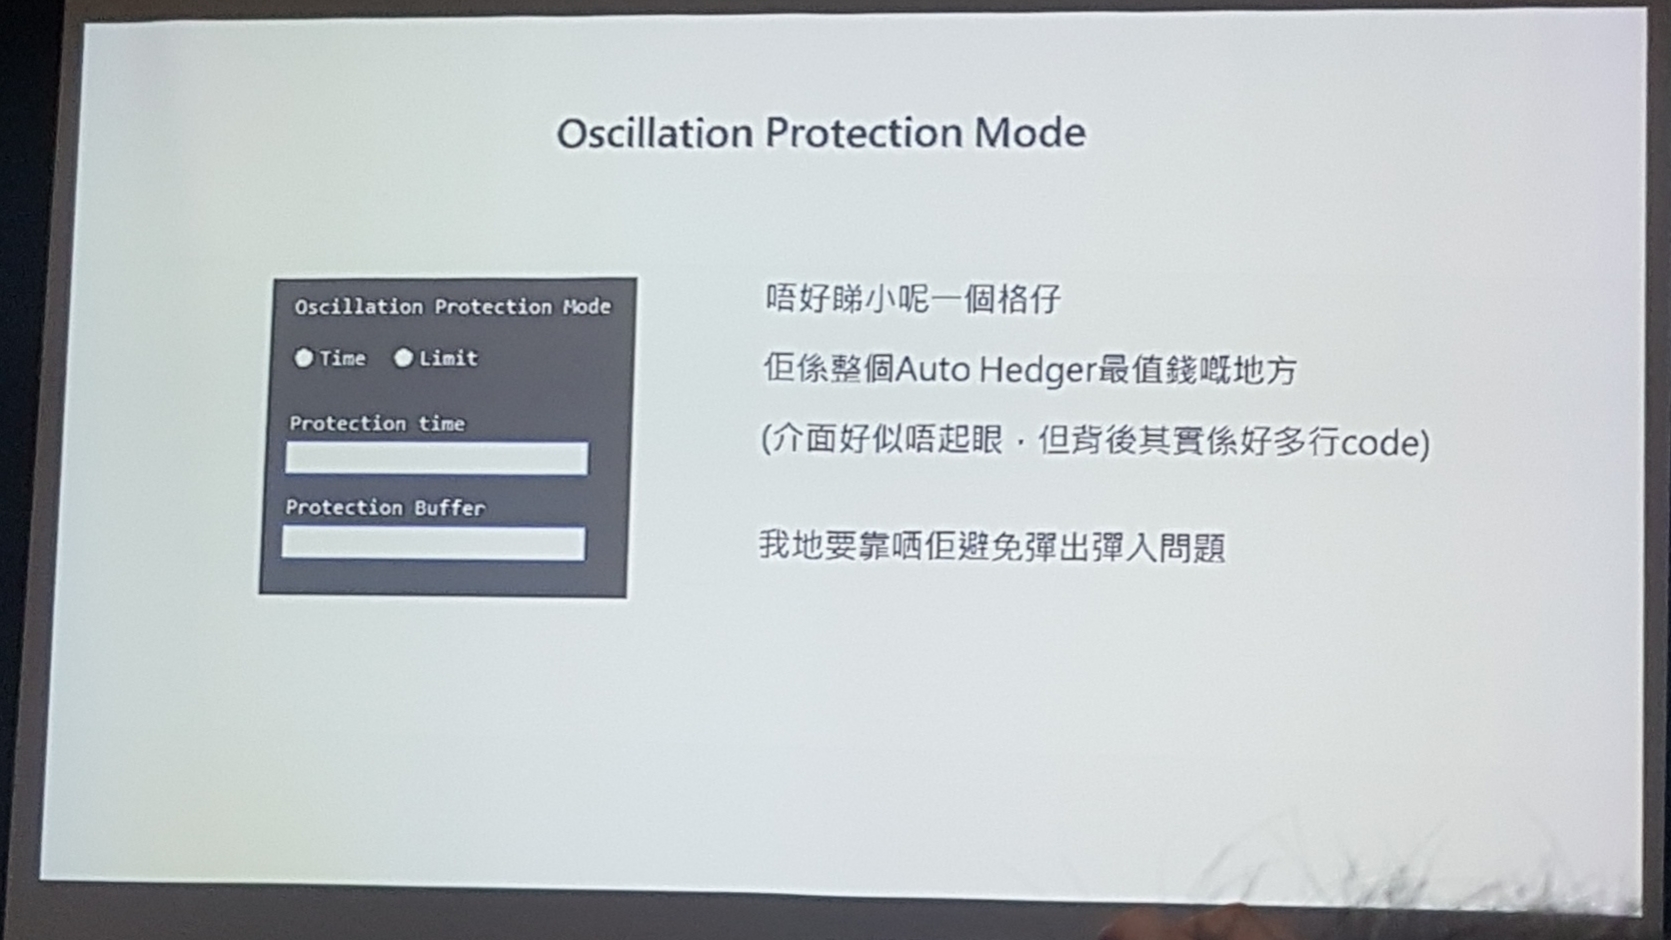 Oscillation Protection Mode
Oscillation Protection Mode
Time Limit
Protection time
Protection Buffer
唔好睇小呢一個格仔
佢係整個Auto Hedger最值錢嘅地方
(介面好似唔起眼，但背後其實係好多行code)
我地要靠哂佢避免彈出彈入問題